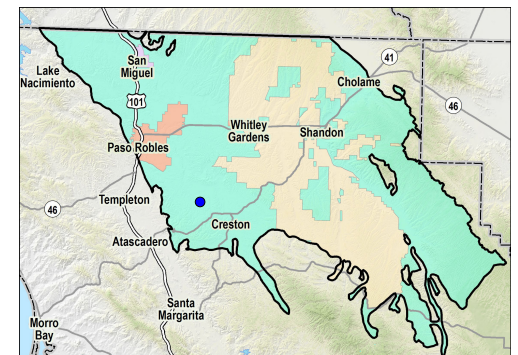 Lake
Nacimiento
San
Miguel
41
Cholame
101
46
Whitley
Gardens
Shandon
Paso Robles
Templeton
46
Creston
Atascadero
Santa
Margarita
Morro
Bay